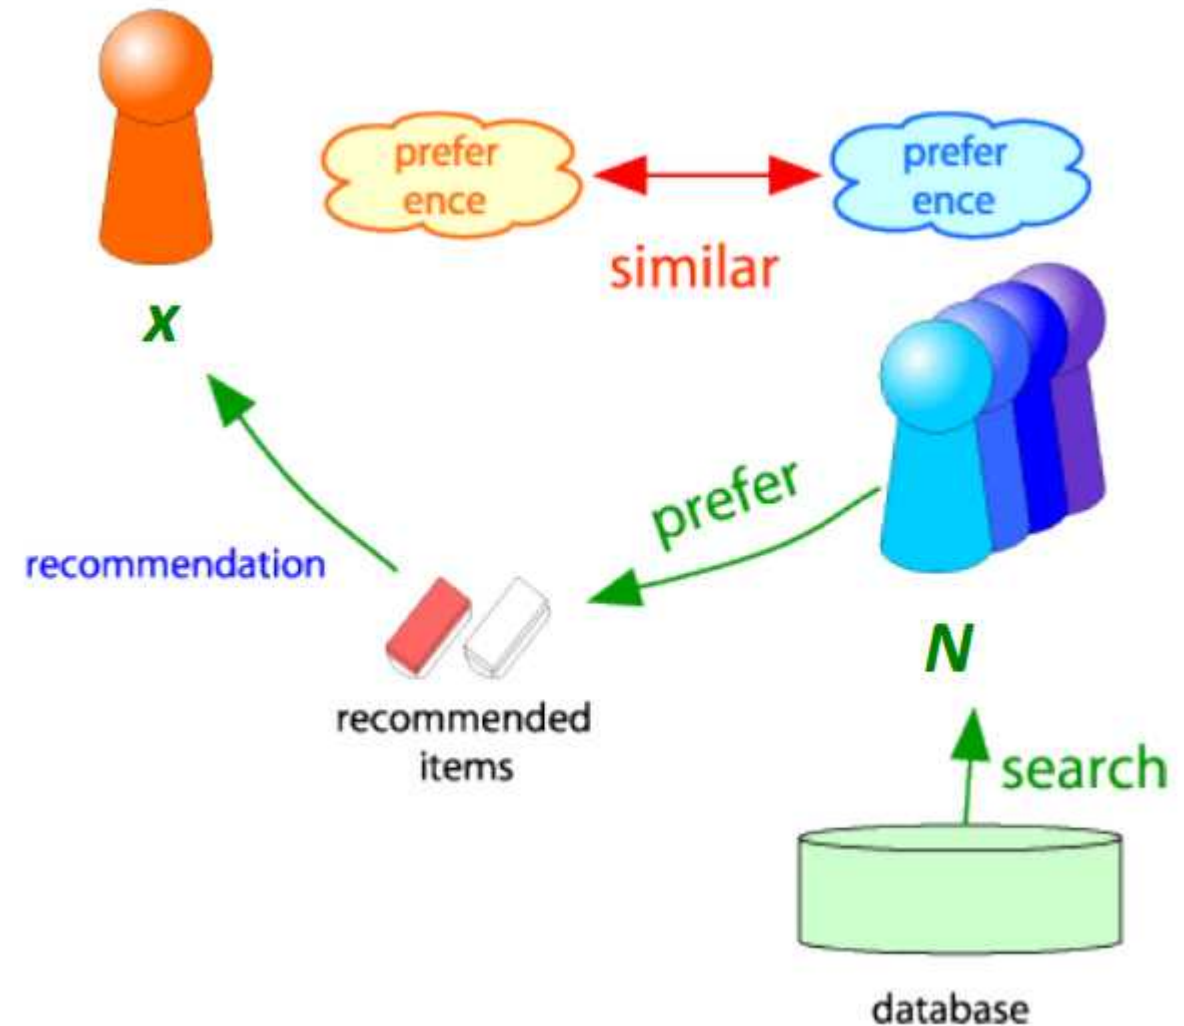 prefer
ence
prefer
ence
similar
x
prefer
recommendation
N
recommended
items
search
database